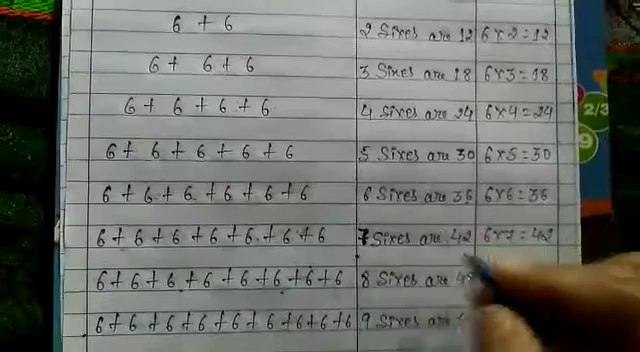 6 + 6 2 Sixes are 12 6×2=12
6 + 6 + 6 3 Sixes are 18 6×3=18
6 + 6 + 6 + 6 4 Sixes are 24 6×4=24
6 + 6 + 6 + 6 + 6 5 Sixes are 30 6×5=30
6 + 6 + 6 + 6 + 6 + 6 6 Sixes are 36 6×6=36
6 + 6 + 6 + 6 + 6 + 6 + 6 7 Sixes are 42 6×7=42
6 + 6 + 6 + 6 + 6 + 6 + 6 + 6 8 Sixes are 48
6 + 6 + 6 + 6 + 6 + 6 + 6 + 6 + 6 9 Sixes are
2/3
9